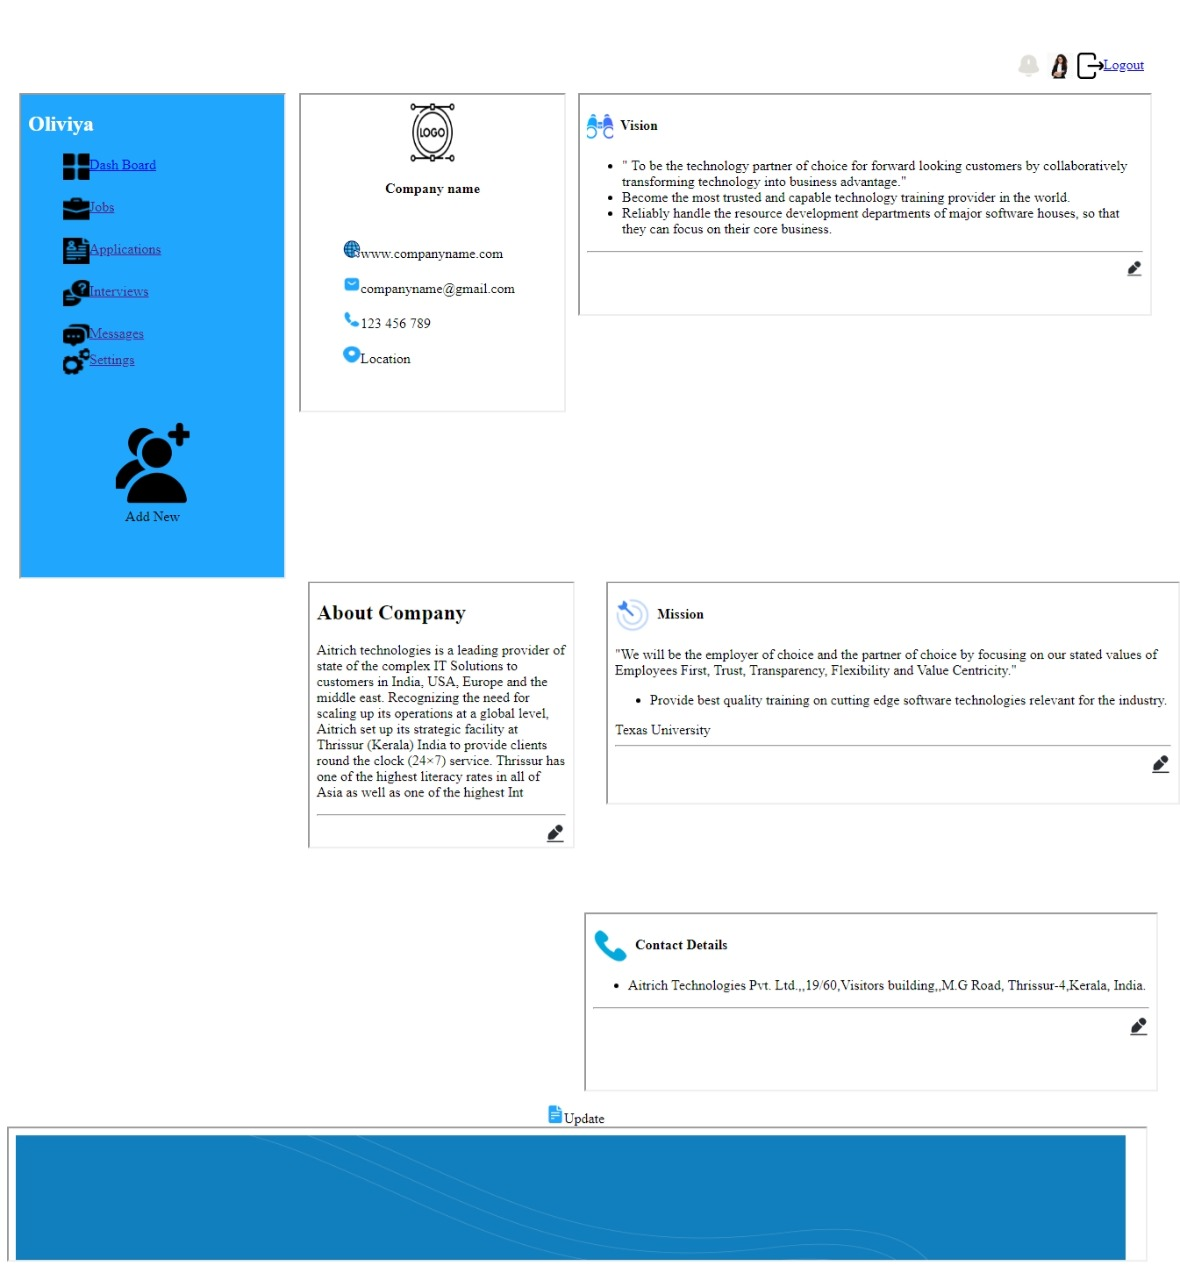 Logout
Oliviya
Dash Board
Jobs
Applications
Interviews
Messages
Settings
Add New
LOGO
Company name
www.companyname.com
companyname@gmail.com
123 456 789
Location
Vision
" To be the technology partner of choice for forward looking customers by collaboratively
transforming technology into business advantage."
Become the most trusted and capable technology training provider in the world.
Reliably handle the resource development departments of major software houses, so that
they can focus on their core business.
About Company
Aitrich technologies is a leading provider of
state of the complex IT Solutions to
customers in India, USA, Europe and the
middle east. Recognizing the need for
scaling up its operations at a global level,
Aitrich set up its strategic facility at
Thrissur (Kerala) India to provide clients
round the clock (24×7) service. Thrissur has
one of the highest literacy rates in all of
Asia as well as one of the highest Int
Mission
"We will be the employer of choice and the partner of choice by focusing on our stated values of
Employees First, Trust, Transparency, Flexibility and Value Centricity."
Provide best quality training on cutting edge software technologies relevant for the industry.
Texas University
Contact Details
Aitrich Technologies Pvt. Ltd.,,19/60,Visitors building,,M.G Road, Thrissur-4,Kerala, India.
Update